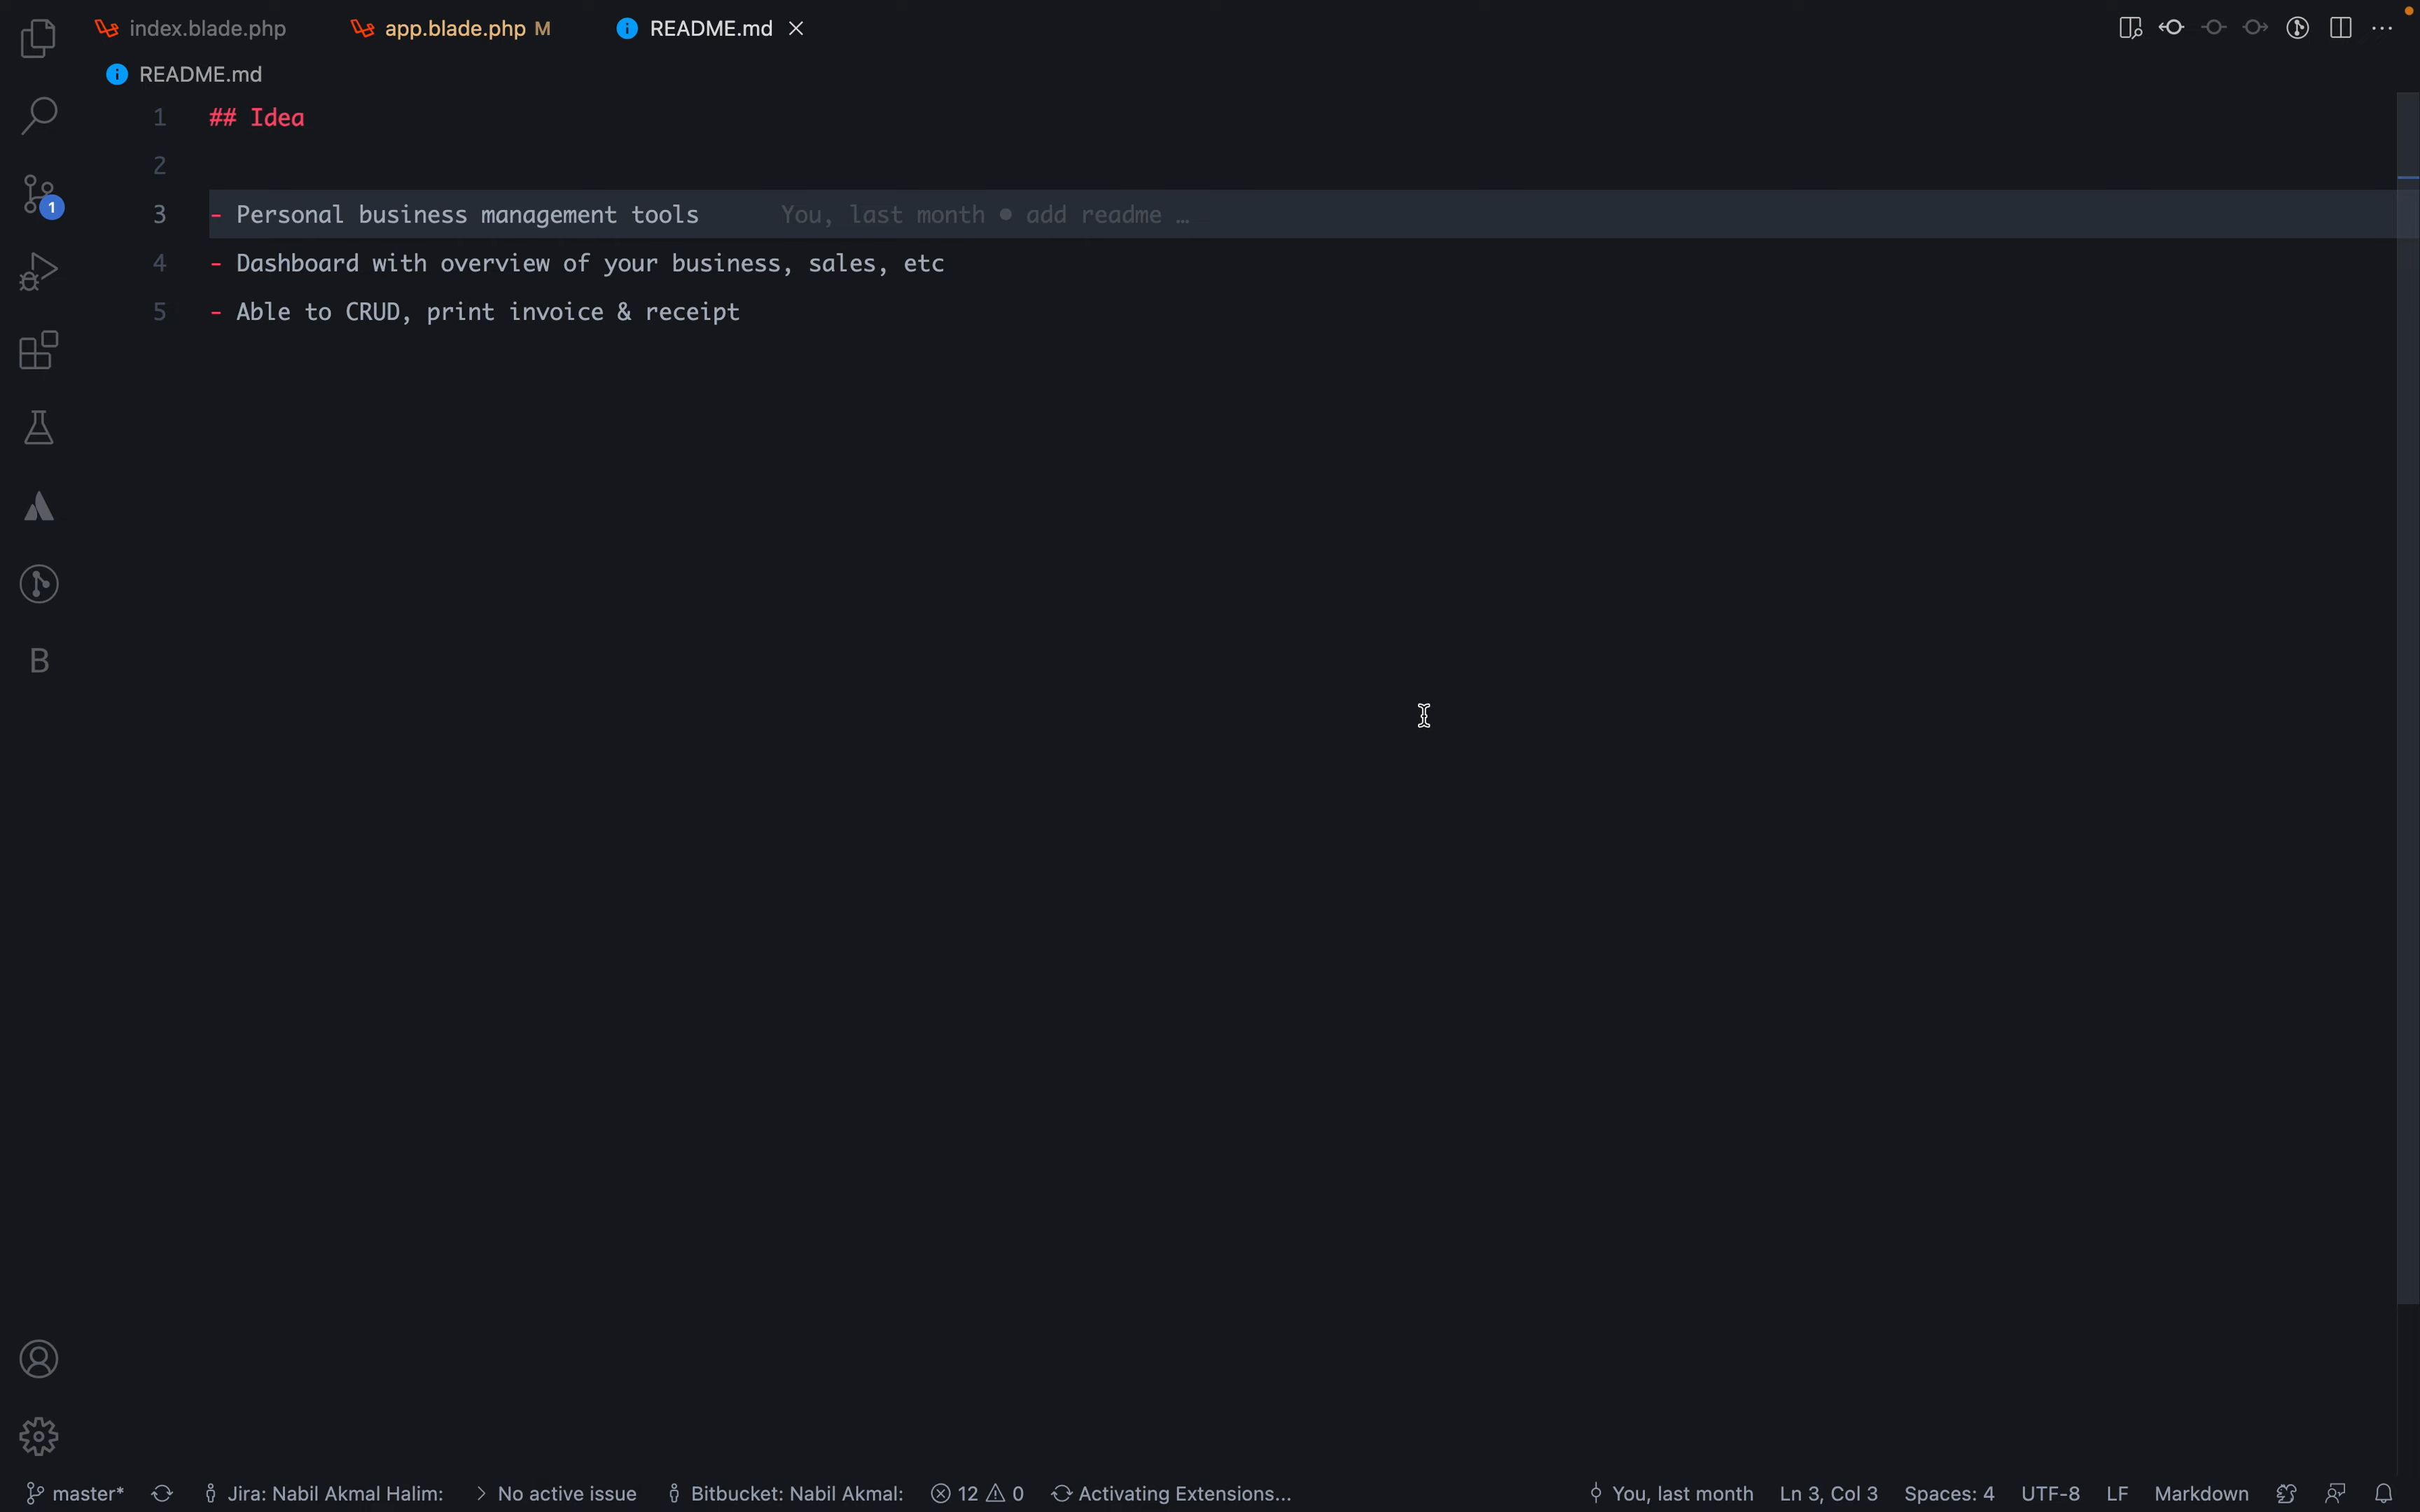 index.blade.php app.blade.php M README.md
README.md
1 ## Idea
2
3 - Personal business management tools You, last month • add readme …
4 - Dashboard with overview of your business, sales, etc
5 - Able to CRUD, print invoice & receipt
1
B
master* Jira: Nabil Akmal Halim: > No active issue Bitbucket: Nabil Akmal: 12 0 Activating Extensions... You, last month Ln 3, Col 3 Spaces: 4 UTF-8 LF Markdown